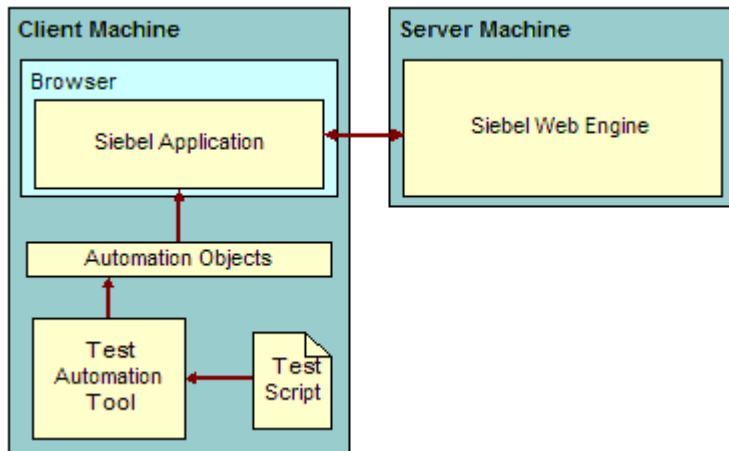 Client Machine
Server Machine
Browser
Siebel Application
Siebel Web Engine
Automation Objects
Test
Automation
Tool
Test
Script